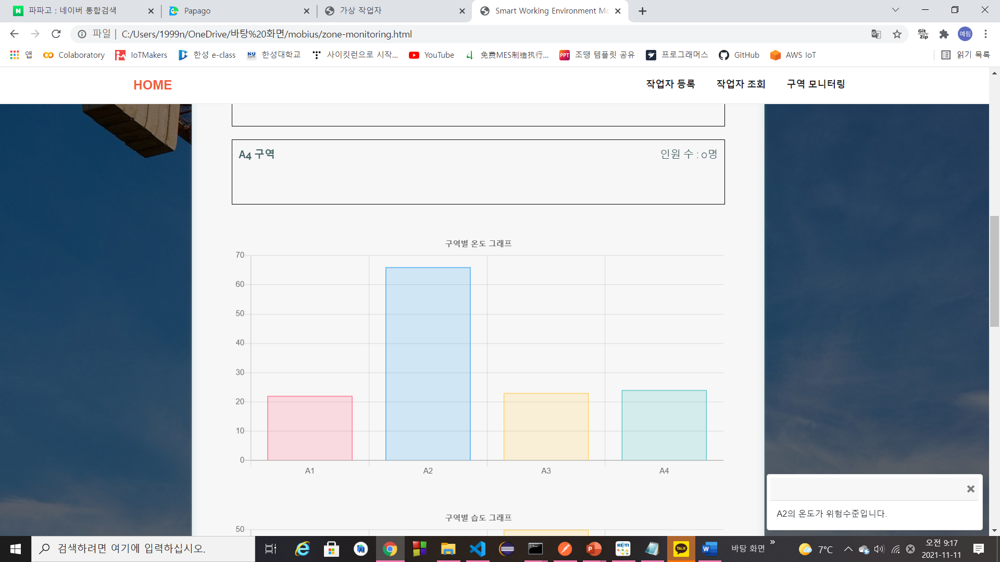 파파고 : 네이버 통합검색
Papago
가상 작업자
Smart Working Environment Mo
파일 | C:/Users/1999n/OneDrive/바탕%20화면/mobius/zone-monitoring.html
Git Zip
예림
앱 Colaboratory IoTMakers 한성 e-class 한성대학교 사이킷런으로 시작... YouTube 免费MES制造执行... 조땡 템플릿 공유 프로그래머스 GitHub AWS IoT 읽기 목록
HOME 작업자 등록 작업자 조회 구역 모니터링
A4 구역 인원 수 : 0명
구역별 온도 그래프
70
60
50
40
30
20
10
0
A1 A2 A3 A4
구역별 습도 그래프
50
A2의 온도가 위험수준입니다.
검색하려면 여기에 입력하십시오.
바탕 화면
7°C
오전 9:17
2021-11-11